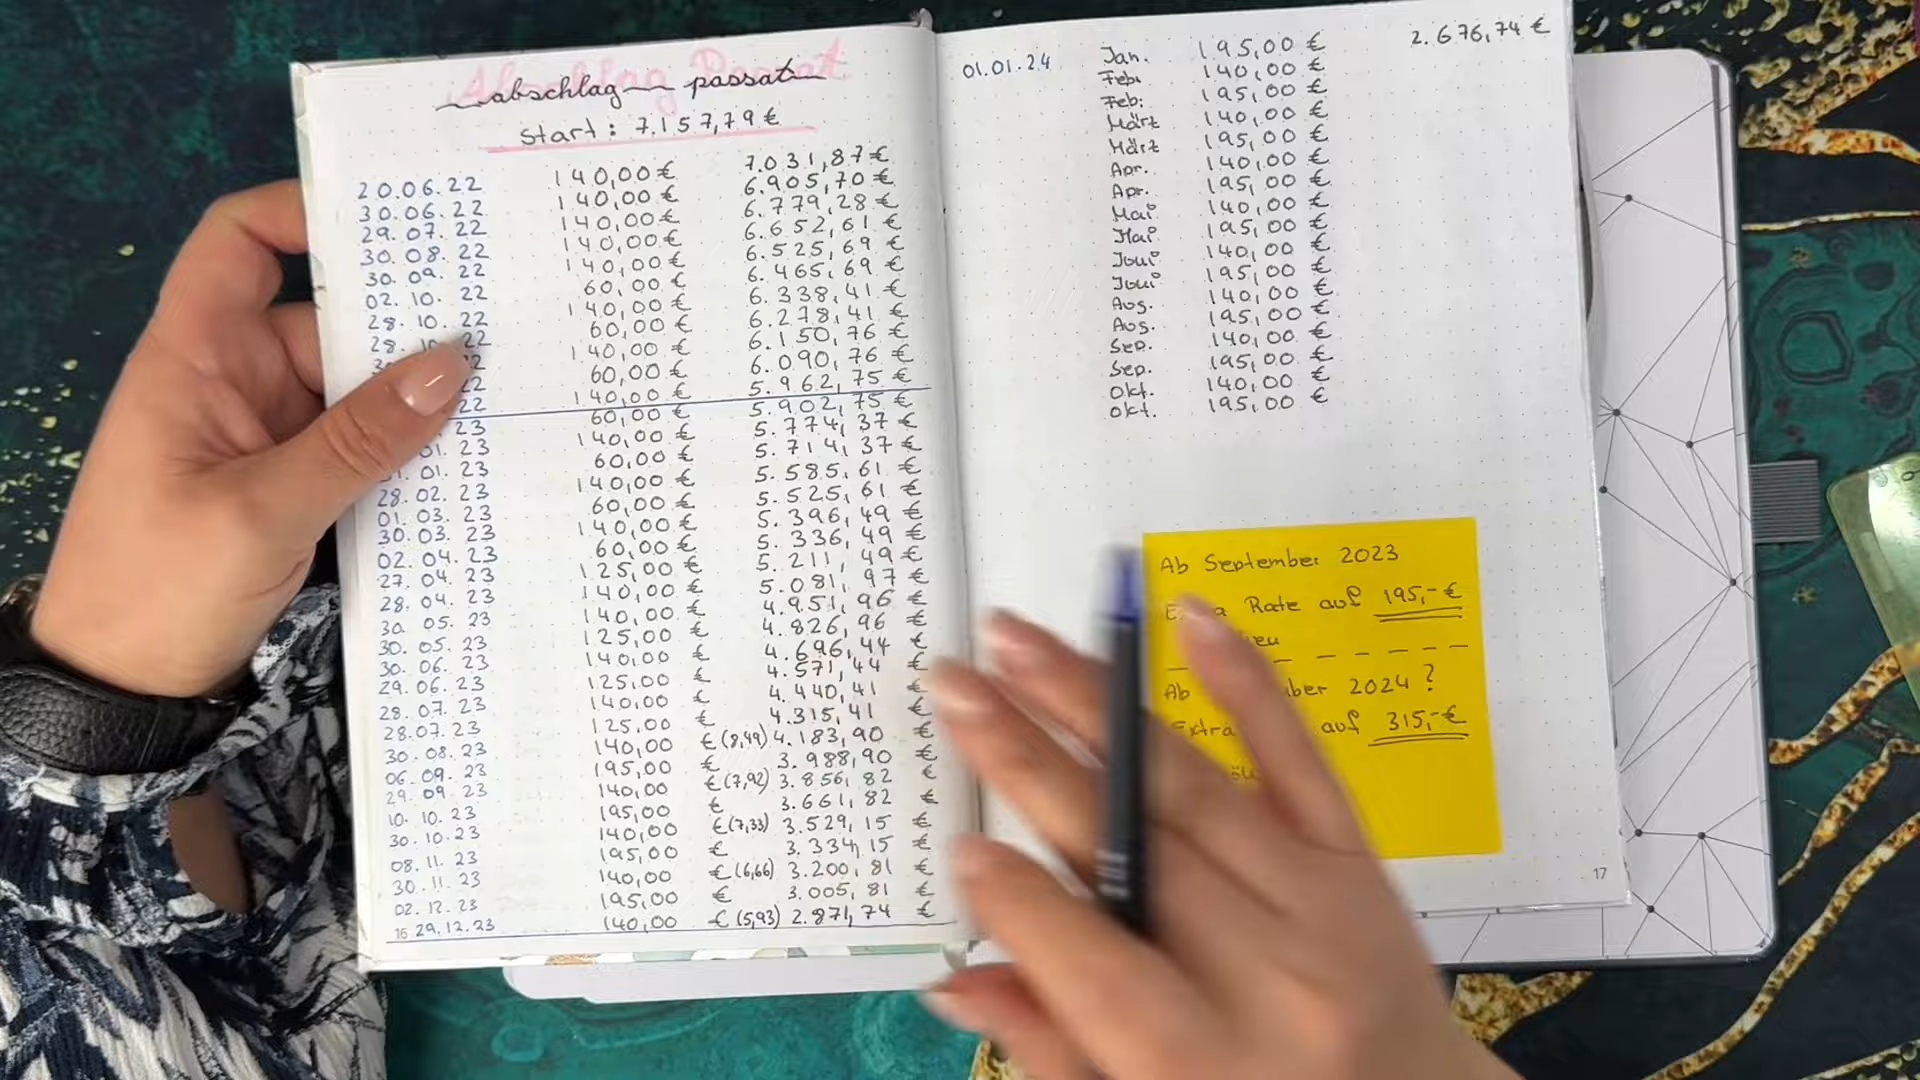 abschlag passat
Start: 7.157,79 €
20.06.22 140,00 € 7.031,87 €
30.06.22 140,00 € 6.905,70 €
29.07.22 140,00 € 6.779,28 €
30.08.22 140,00 € 6.652,61 €
30.09.22 140,00 € 6.525,69 €
02.10.22 60,00 € 6.465,69 €
28.10.22 140,00 € 6.338,41 €
28.10.22 60,00 € 6.278,41 €
22 140,00 € 6.150,76 €
22 60,00 € 6.090,76 €
22 140,00 € 5.962,75 €
23 60,00 € 5.902,75 €
01.23 140,00 € 5.774,37 €
01.23 60,00 € 5.714,37 €
28.02.23 140,00 € 5.585,61 €
01.03.23 60,00 € 5.525,61 €
30.03.23 140,00 € 5.396,49 €
02.04.23 60,00 € 5.336,49 €
27.04.23 125,00 € 5.211,49 €
28.04.23 140,00 € 5.081,97 €
30.05.23 140,00 € 4.951,96 €
30.05.23 125,00 € 4.826,96 €
30.06.23 140,00 € 4.696,44 €
29.06.23 125,00 € 4.571,44 €
28.07.23 140,00 € 4.440,41 €
28.07.23 125,00 € 4.315,41 €
30.08.23 140,00 € (8,49) 4.183,90 €
06.09.23 195,00 € 3.988,90 €
29.09.23 140,00 € (7,92) 3.856,82 €
10.10.23 195,00 € 3.661,82 €
30.10.23 140,00 € (7,33) 3.529,15 €
08.11.23 195,00 € 3.334,15 €
30.11.23 140,00 € (6,66) 3.200,81 €
02.12.23 195,00 € 3.005,81 €
29.12.23 140,00 € (5,93) 2.871,74 €
16
01.01.24 Jan. 195,00 € 2.676,74 €
Feb. 140,00 €
Feb. 195,00 €
März 140,00 €
März 195,00 €
Apr. 140,00 €
Apr. 195,00 €
Mai 140,00 €
Mai 195,00 €
Juni 140,00 €
Juni 195,00 €
Aug. 140,00 €
Aug. 195,00 €
Sep. 140,00 €
Sep. 195,00 €
Okt. 140,00 €
Okt. 195,00 €
Ab September 2023
Rate auf 195,-€
Ab 2024?
Extra auf 315,-€
17